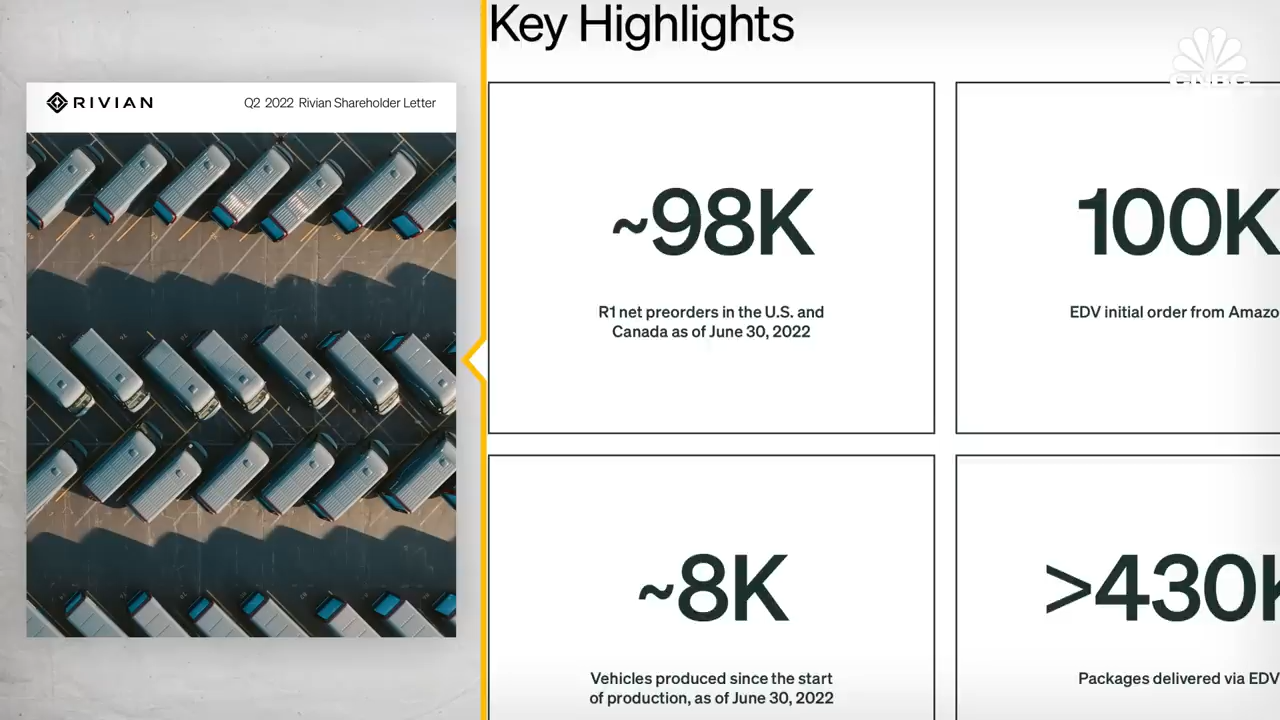 Key Highlights
CNBC
RIVIAN
Q2 2022 Rivian Shareholder Letter
~98K
R1 net preorders in the U.S. and
Canada as of June 30, 2022
100K
EDV initial order from Amazo
~8K
Vehicles produced since the start
of production, as of June 30, 2022
>430K
Packages delivered via EDV